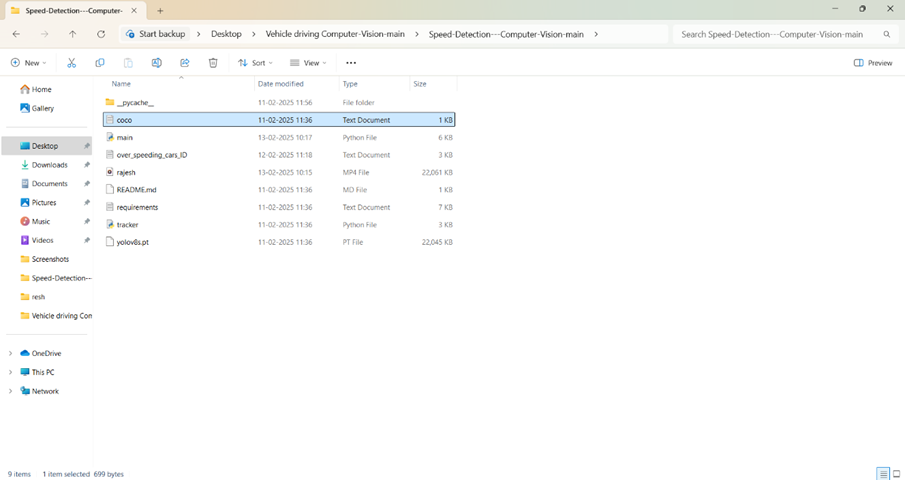 Speed-Detection---Computer-
Start backup > Desktop > Vehicle driving Computer-Vision-main > Speed-Detection---Computer-Vision-main >
Search Speed-Detection---Computer-Vision-main
New
Sort
View
Preview
Name Date modified Type Size
__pycache__ 11-02-2025 11:56 File folder
coco 11-02-2025 11:36 Text Document 1 KB
main 13-02-2025 10:17 Python File 6 KB
over_speeding_cars_ID 12-02-2025 11:18 Text Document 3 KB
rajesh 13-02-2025 10:15 MP4 File 22,061 KB
README.md 11-02-2025 11:36 MD File 1 KB
requirements 11-02-2025 11:36 Text Document 7 KB
tracker 11-02-2025 11:36 Python File 3 KB
yolov8s.pt 11-02-2025 11:36 PT File 22,045 KB
Home
Gallery
Desktop
Downloads
Documents
Pictures
Music
Videos
Screenshots
Speed-Detection---
resh
Vehicle driving Con
OneDrive
This PC
Network
9 items 1 item selected 699 bytes